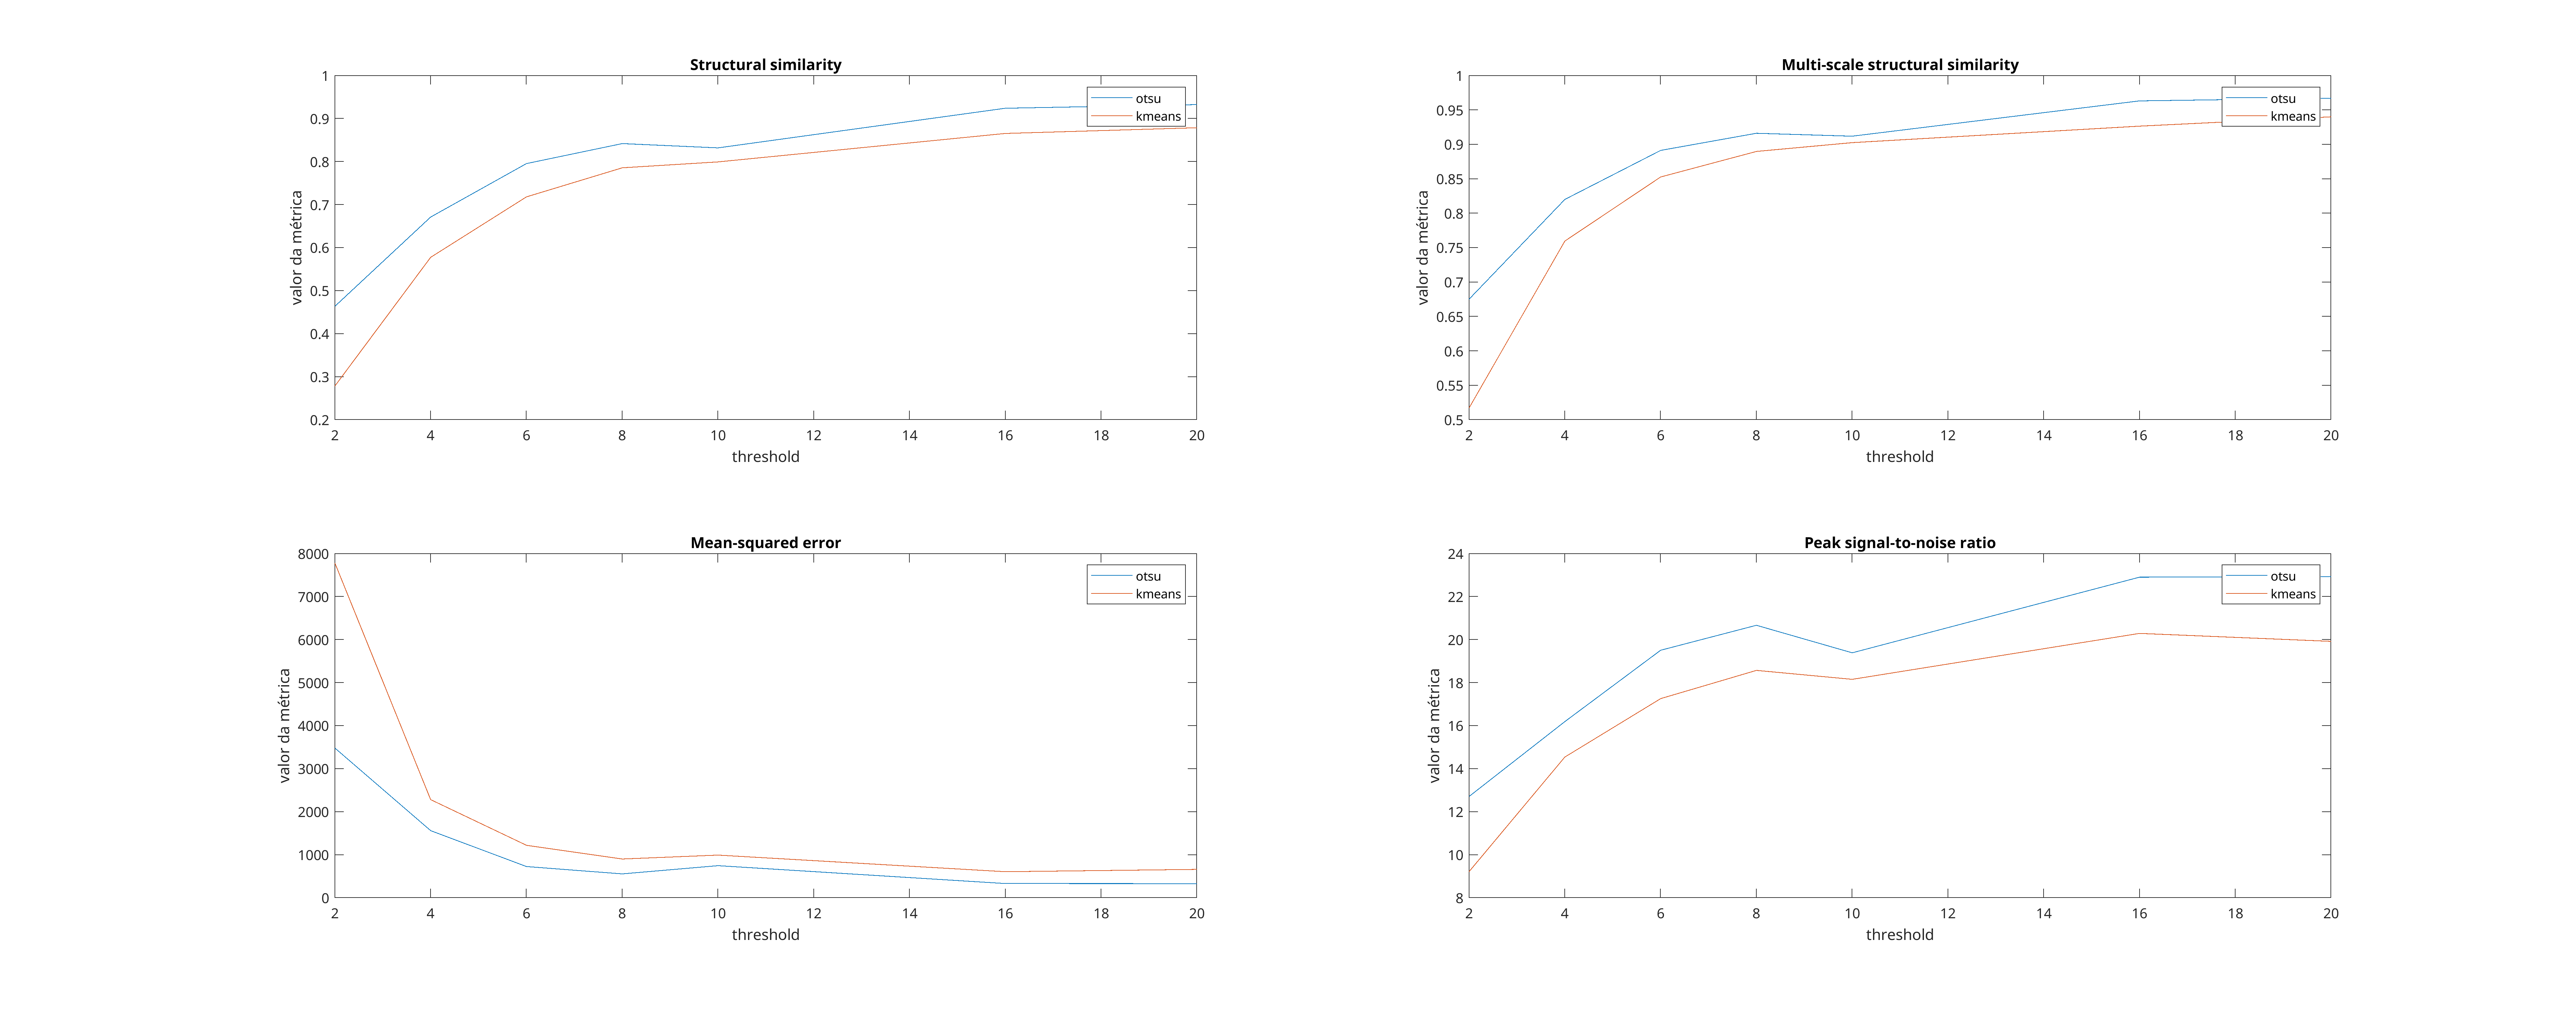 Structural similarity
1
0.9
0.8
0.7
0.6
0.5
0.4
0.3
0.2
valor da métrica
otsu
kmeans
2 4 6 8 10 12 14 16 18 20
threshold
Multi-scale structural similarity
1
0.95
0.9
0.85
0.8
0.75
0.7
0.65
0.6
0.55
0.5
valor da métrica
otsu
kmeans
2 4 6 8 10 12 14 16 18 20
threshold
Mean-squared error
8000
7000
6000
5000
4000
3000
2000
1000
0
valor da métrica
otsu
kmeans
2 4 6 8 10 12 14 16 18 20
threshold
Peak signal-to-noise ratio
24
22
20
18
16
14
12
10
8
valor da métrica
otsu
kmeans
2 4 6 8 10 12 14 16 18 20
threshold